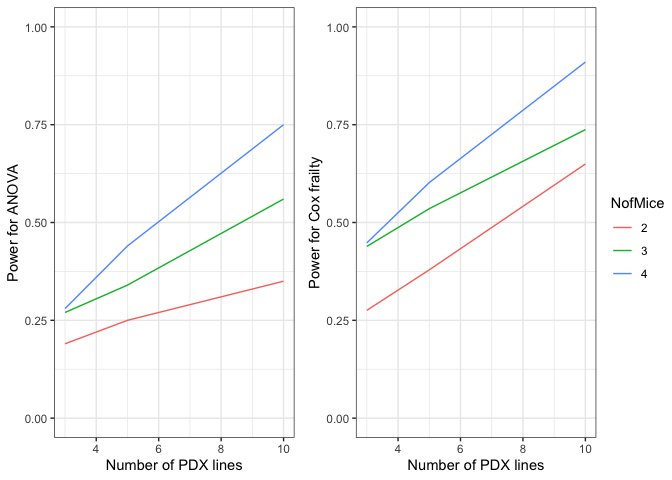 Power for ANOVA
1.00
0.75
0.50
0.25
0.00
4 6 8 10
Number of PDX lines
Power for Cox frailty
1.00
0.75
0.50
0.25
0.00
4 6 8 10
Number of PDX lines
NofMice
2
3
4